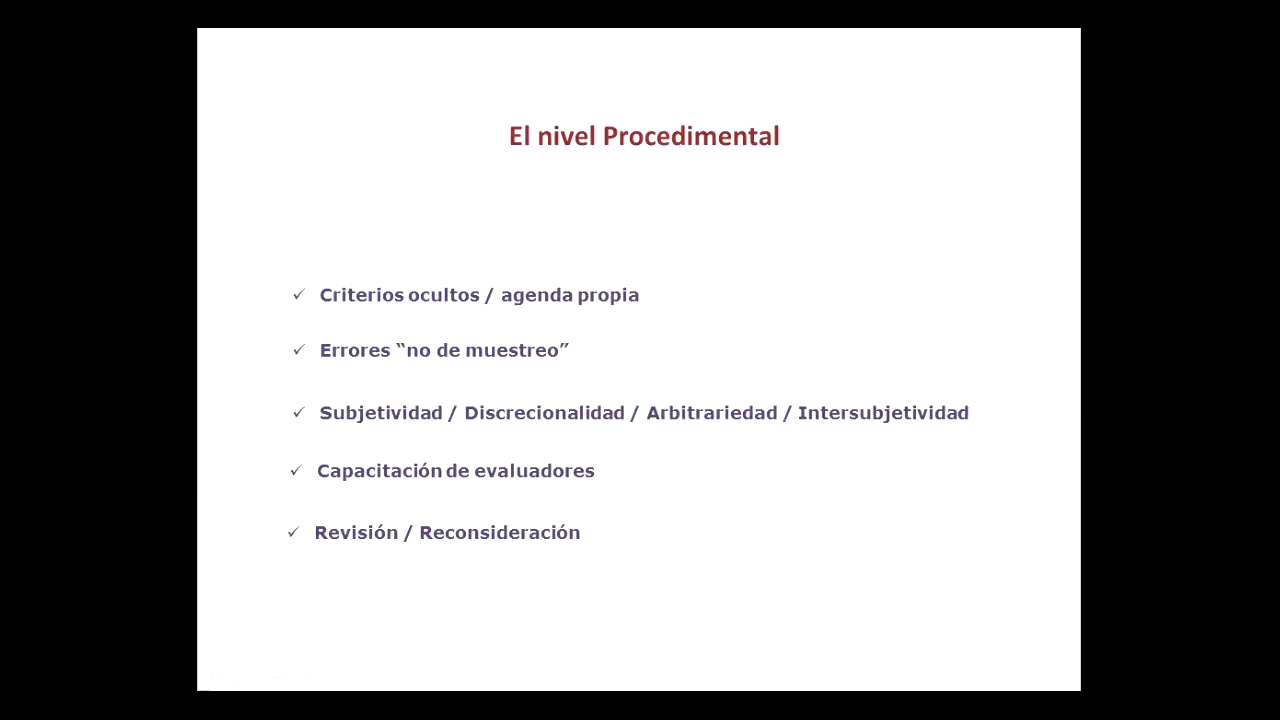 El nivel Procedimental
✓ Criterios ocultos / agenda propia
✓ Errores “no de muestreo”
✓ Subjetividad / Discrecionalidad / Arbitrariedad / Intersubjetividad
✓ Capacitación de evaluadores
✓ Revisión / Reconsideración